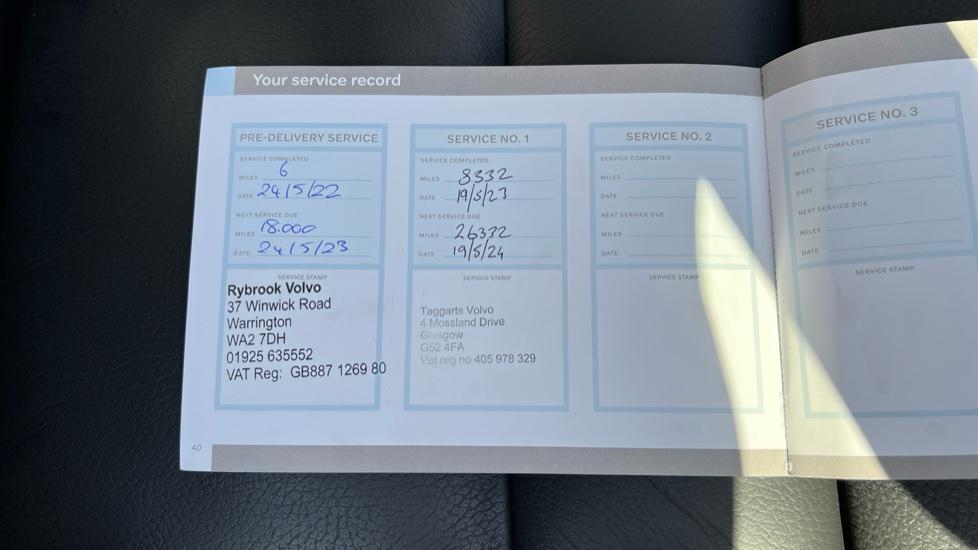 Your service record
PRE-DELIVERY SERVICE
SERVICE COMPLETED
MILES 6
DATE 24/5/22
NEXT SERVICE DUE
MILES 18.000
DATE 24/5/23
SERVICE STAMP
Rybrook Volvo
37 Winwick Road
Warrington
WA2 7DH
01925 635552
VAT Reg: GB887 1269 80
SERVICE NO. 1
SERVICE COMPLETED
MILES 8332
DATE 19/5/23
NEXT SERVICE DUE
MILES 26332
DATE 19/5/24
SERVICE STAMP
Taggarts Volvo
4 Mossland Drive
Glasgow
G52 4FA
Vat reg no 405 978 329
SERVICE NO. 2
SERVICE COMPLETED
MILES
DATE
NEXT SERVICE DUE
MILES
DATE
SERVICE STAMP
SERVICE NO. 3
SERVICE COMPLETED
MILES
DATE
NEXT SERVICE DUE
MILES
DATE
SERVICE STAMP
40